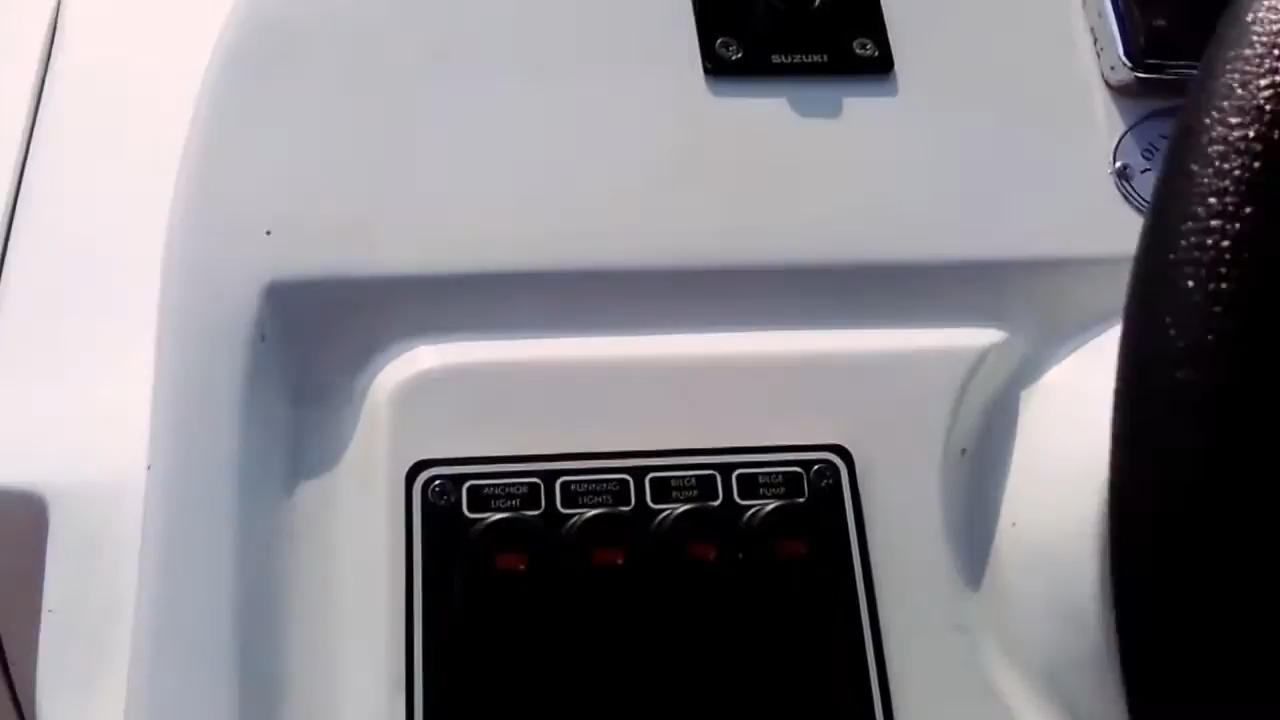 SUZUKI
ANCHOR
LIGHT
RUNNING
LIGHTS
BILGE
PUMP
BILGE
PUMP